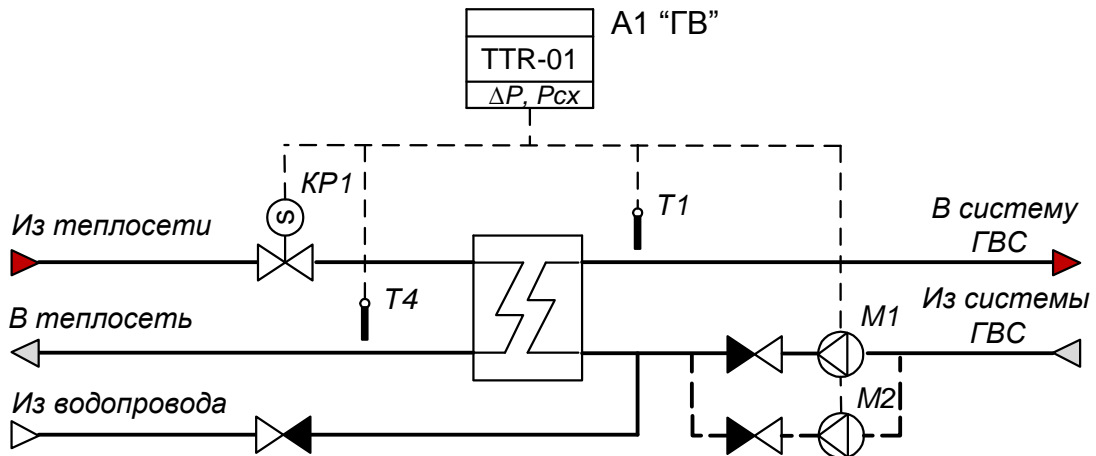 А1 “ГВ”
TTR-01
ΔP, Pсх
КР1
S
Т1
Из теплосети
В систему
ГВС
Т4
В теплосеть
Из системы
ГВС
М1
Из водопровода
М2